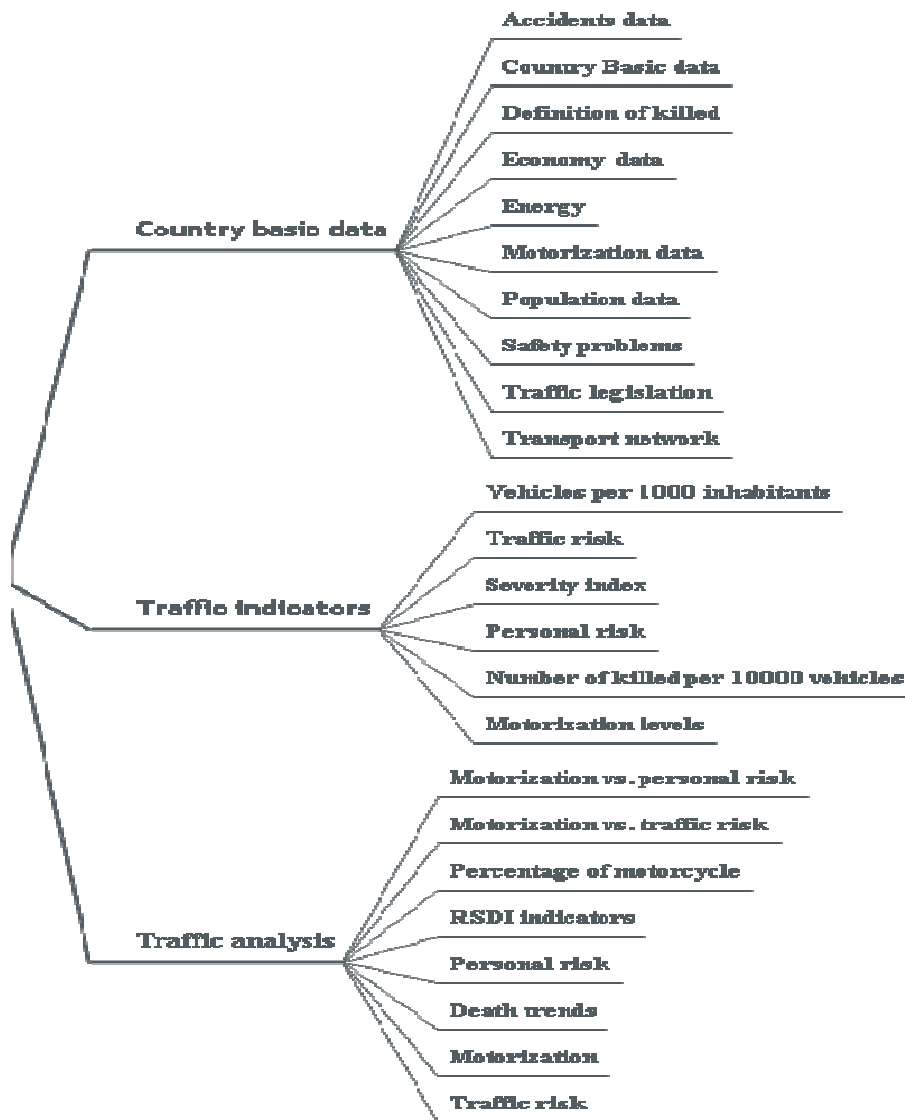 Country basic data
Accidents data
Country Basic data
Definition of killed
Economy data
Energy
Motorization data
Population data
Safety problems
Traffic legislation
Transport network
Traffic indicators
Vehicles per 1000 inhabitants
Traffic risk
Severity index
Personal risk
Number of killed per 10000 vehicles
Motorization levels
Traffic analysis
Motorization vs. personal risk
Motorization vs. traffic risk
Percentage of motorcycle
RSDI indicators
Personal risk
Death trends
Motorization
Traffic risk